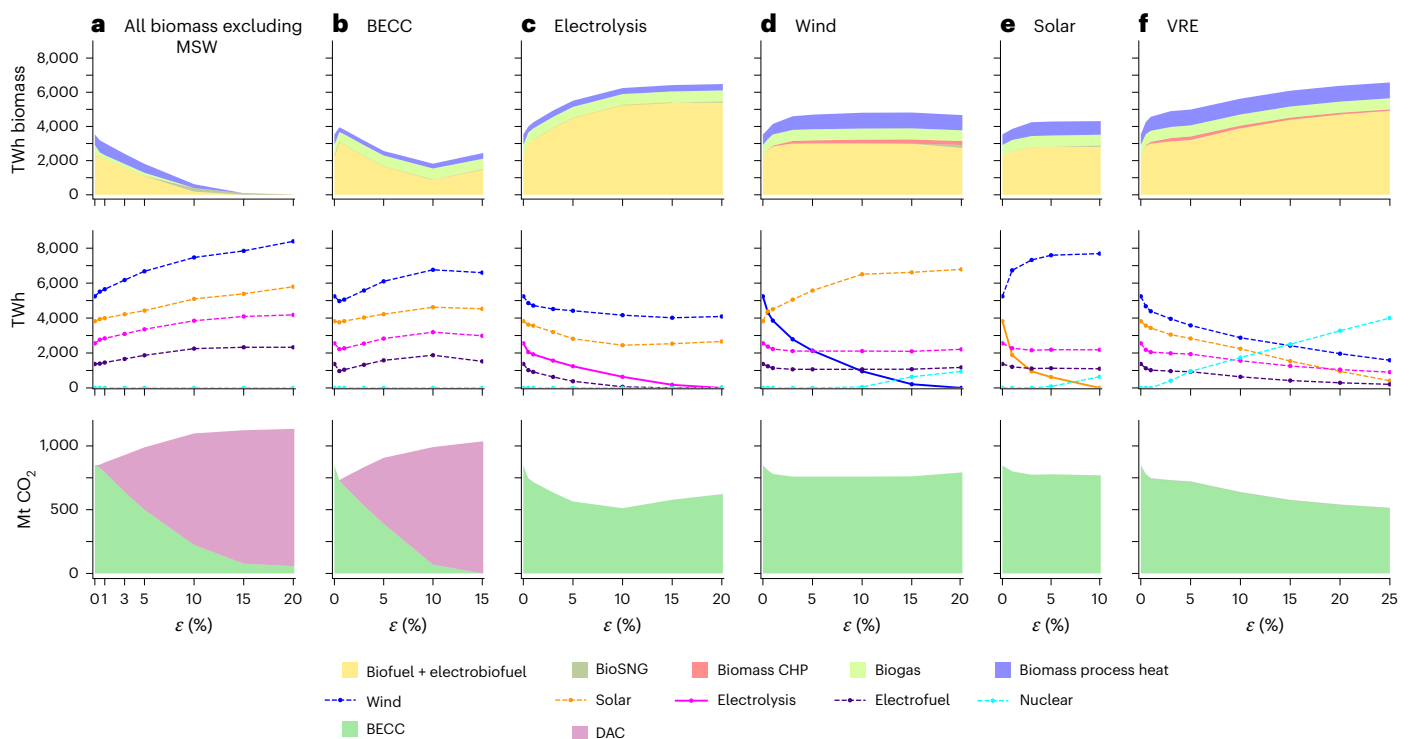 a All biomass excluding
MSW
b BECC
c Electrolysis
d Wind
e Solar
f VRE
TWh biomass
8,000
6,000
4,000
2,000
0
TWh
8,000
6,000
4,000
2,000
0
Mt CO2
1,000
500
0
0 1 3 5 10 15 20
0 5 10 15
0 5 10 15 20
0 5 10 15 20
0 5 10
0 5 10 15 20 25
ε (%)
ε (%)
ε (%)
ε (%)
ε (%)
ε (%)
Biofuel + electrobiofuel
BioSNG
Biomass CHP
Biogas
Biomass process heat
Wind
Solar
Electrolysis
Electrofuel
Nuclear
BECC
DAC